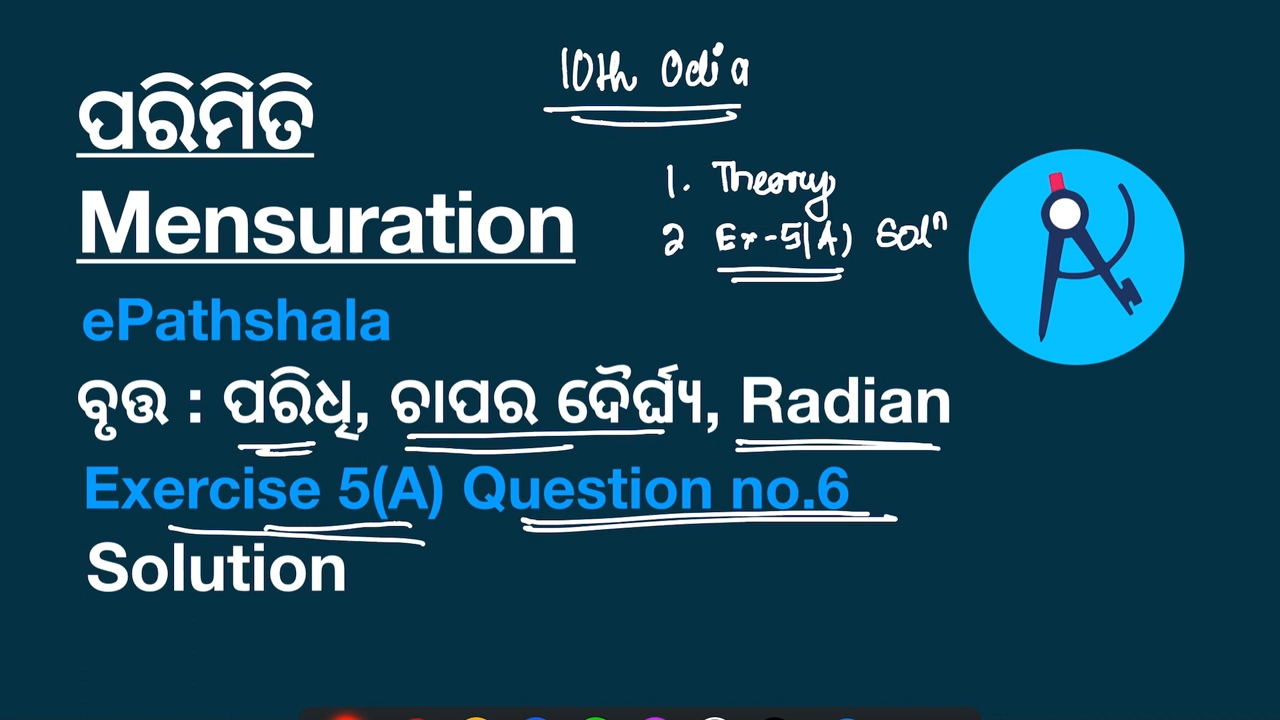 10th Odia
ପରିମିତି
1. Theory
Mensuration
2 Ex-5(A) Solⁿ
ePathshala
ବୃତ୍ତ : ପରିଧି, ଚାପର ଦୈର୍ଘ୍ୟ, Radian
Exercise 5(A) Question no.6
Solution